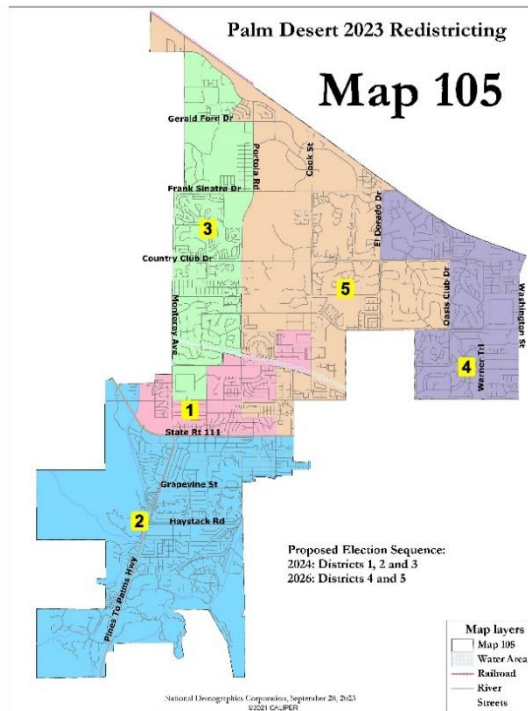 Palm Desert 2023 Redistricting
Map 105
Gerald Ford Dr
Portola Rd
Cook St
Frank Sinatra Dr
El Dorado Dr
3
Country Club Dr
5
Oasis Club Dr
Washington St
Monterey Ave
Warner Trl
4
1
State Rt 111
Grapevine St
2
Haystack Rd
Pines To Palms Hwy
Proposed Election Sequence:
2024: Districts 1, 2 and 3
2026: Districts 4 and 5
Map layers
Map 105
Water Area
Railroad
River
Streets
National Demographics Corporation, September 28, 2023
©2021 CALIPER